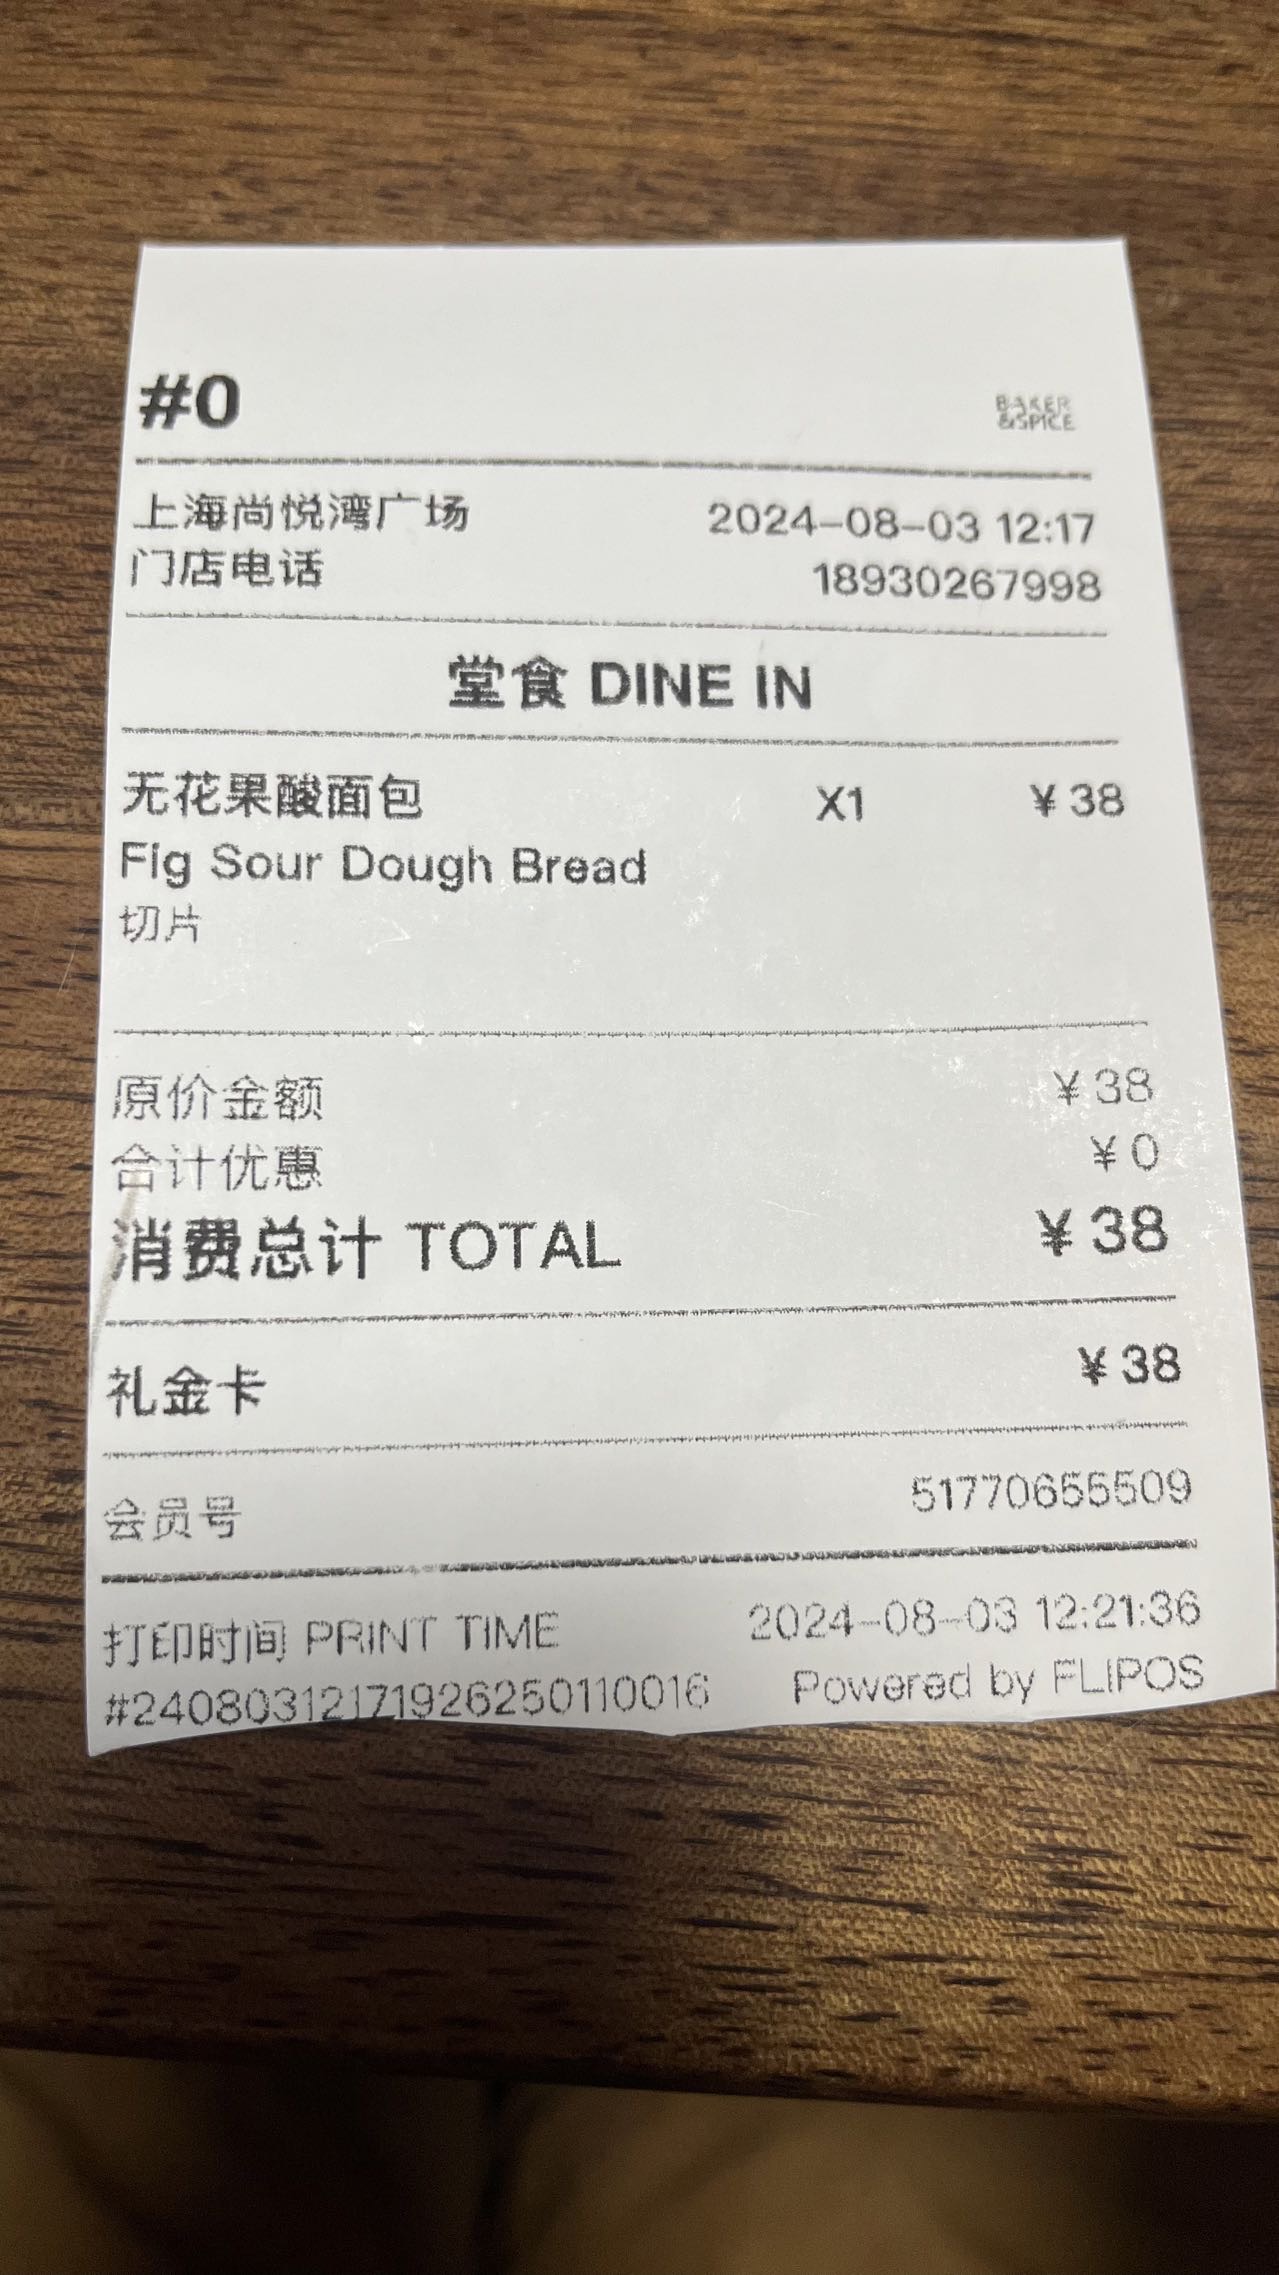 #0
BAKER
&SPICE
上海尚悦湾广场 2024-08-03 12:17
门店电话 18930267998
堂食 DINE IN
无花果酸面包 X1 ¥38
Fig Sour Dough Bread
切片
原价金额 ¥38
合计优惠 ¥0
消费总计 TOTAL ¥38
礼金卡 ¥38
会员号 51770655509
打印时间 PRINT TIME 2024-08-03 12:21:36
#24080312171926250110016 Powered by FLIPOS